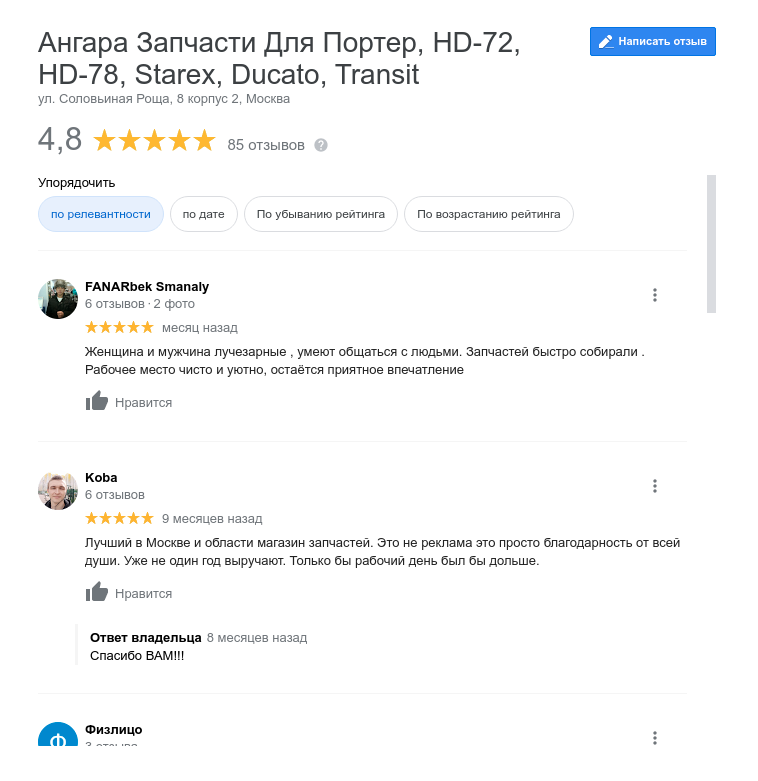 Ангара Запчасти Для Портер, HD-72,
HD-78, Starex, Ducato, Transit
Написать отзыв
ул. Соловьиная Роща, 8 корпус 2, Москва
4,8 85 отзывов ?
Упорядочить
по релевантности по дате По убыванию рейтинга По возрастанию рейтинга
FANARbek Smanaly
6 отзывов · 2 фото
месяц назад
Женщина и мужчина лучезарные , умеют общаться с людьми. Запчастей быстро собирали .
Рабочее место чисто и уютно, остаётся приятное впечатление
Нравится
Koba
6 отзывов
9 месяцев назад
Лучший в Москве и области магазин запчастей. Это не реклама это просто благодарность от всей
души. Уже не один год выручают. Только бы рабочий день был бы дольше.
Нравится
Ответ владельца 8 месяцев назад
Спасибо ВАМ!!!
Ф
Физлицо
3 отзыва